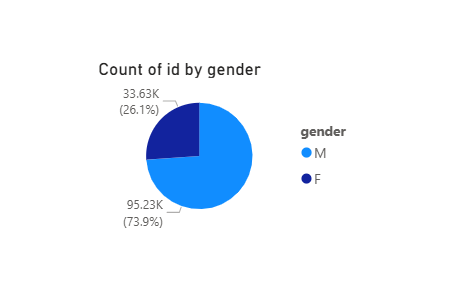 Count of id by gender
33.63K
(26.1%)
gender
M
F
95.23K
(73.9%)